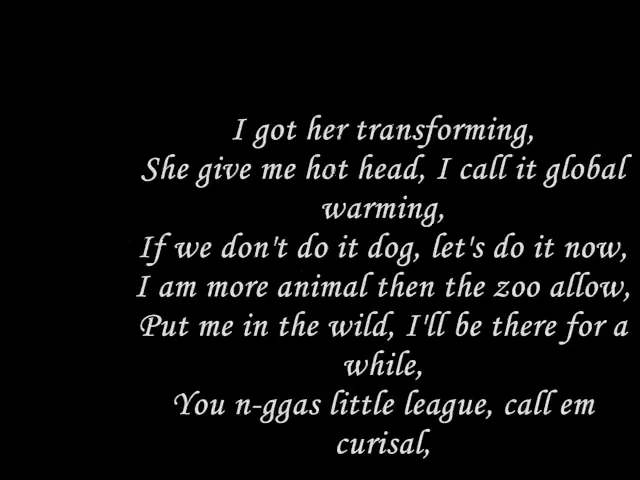 I got her transforming,
She give me hot head, I call it global
warming,
If we don't do it dog, let's do it now,
I am more animal then the zoo allow,
Put me in the wild, I'll be there for a
while,
You n-ggas little league, call em
curisal,